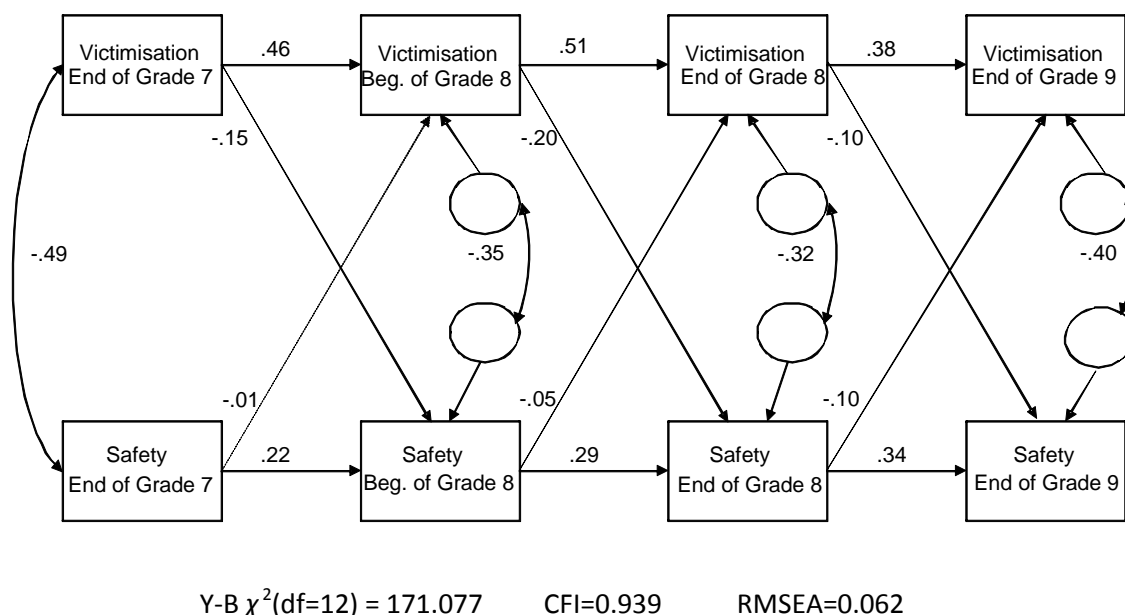 Victimisation
End of Grade 7
.46
Victimisation
Beg. of Grade 8
.51
Victimisation
End of Grade 8
.38
Victimisation
End of Grade 9
-.15
-.20
-.10
-.49
-.35
-.32
-.40
-.01
-.05
-.10
Safety
End of Grade 7
.22
Safety
Beg. of Grade 8
.29
Safety
End of Grade 8
.34
Safety
End of Grade 9
Y-B χ²(df=12) = 171.077 CFI=0.939 RMSEA=0.062